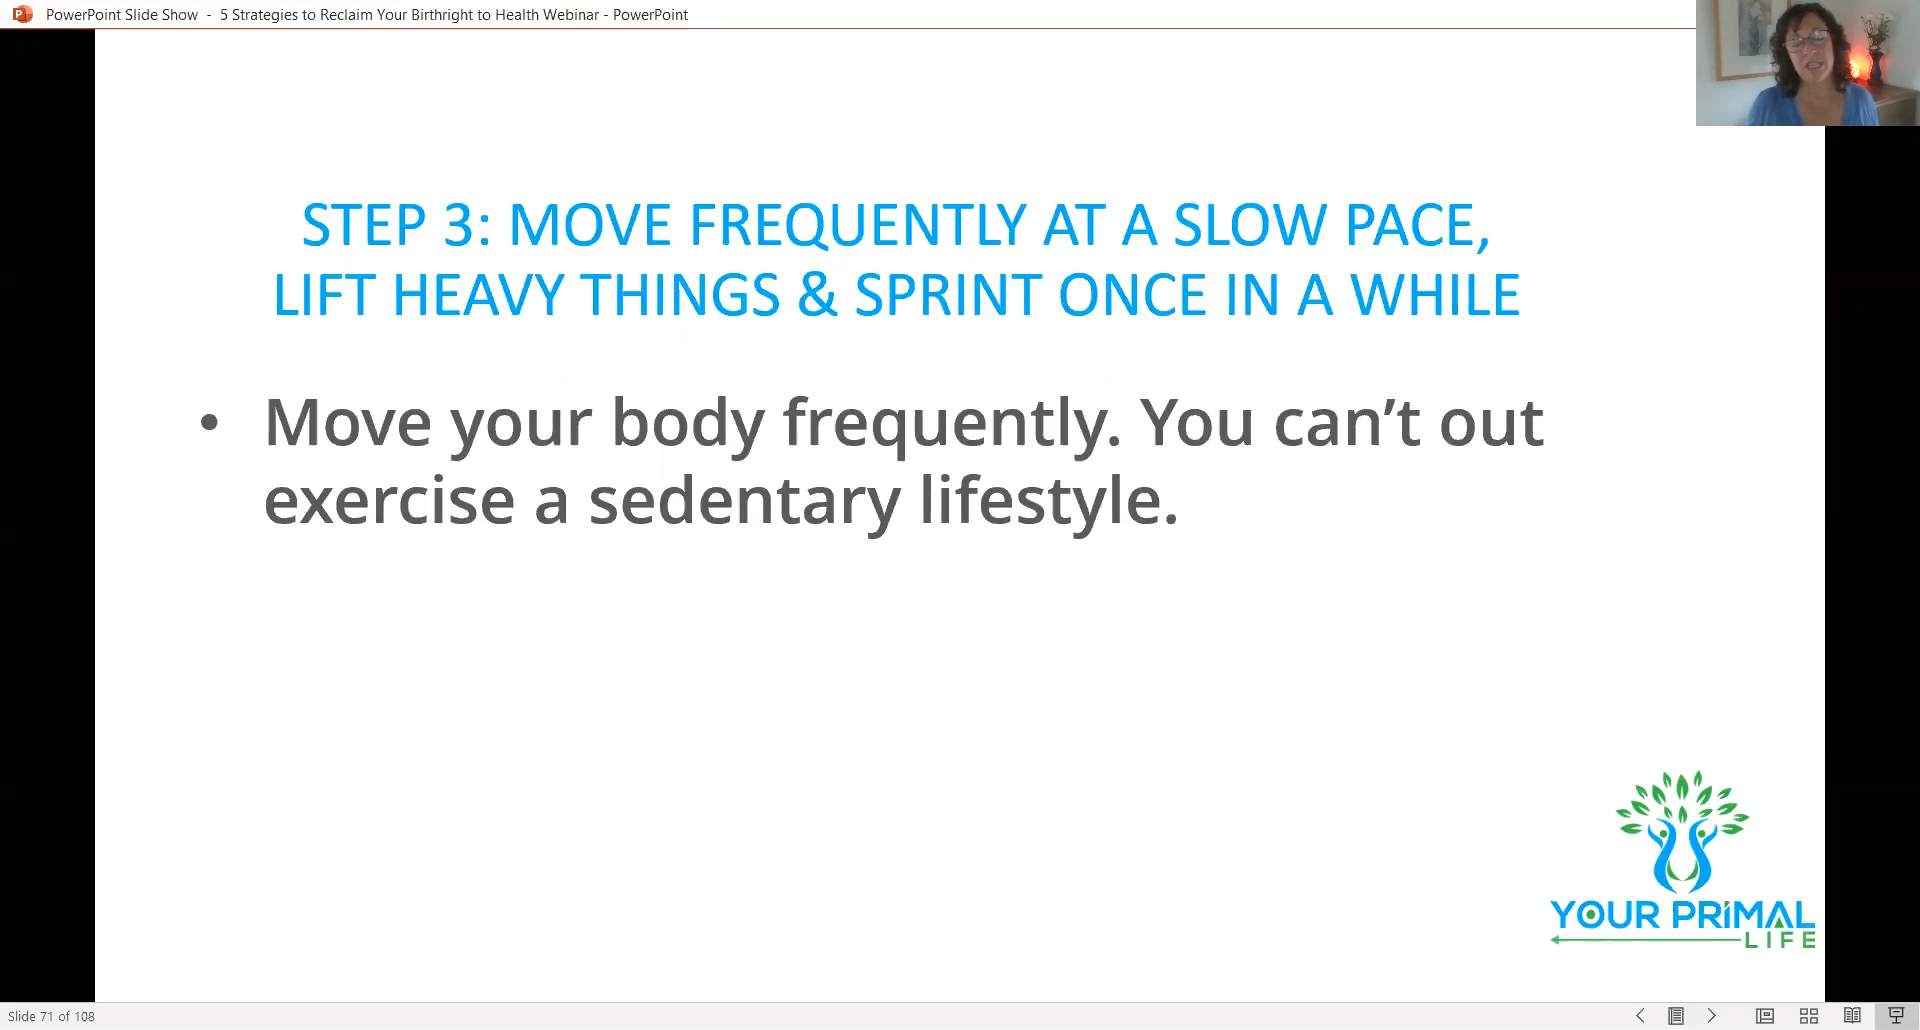 PowerPoint Slide Show - 5 Strategies to Reclaim Your Birthright to Health Webinar - PowerPoint
STEP 3: MOVE FREQUENTLY AT A SLOW PACE,
LIFT HEAVY THINGS & SPRINT ONCE IN A WHILE
• Move your body frequently. You can’t out
exercise a sedentary lifestyle.
YOUR PRIMAL
LIFE
Slide 71 of 108